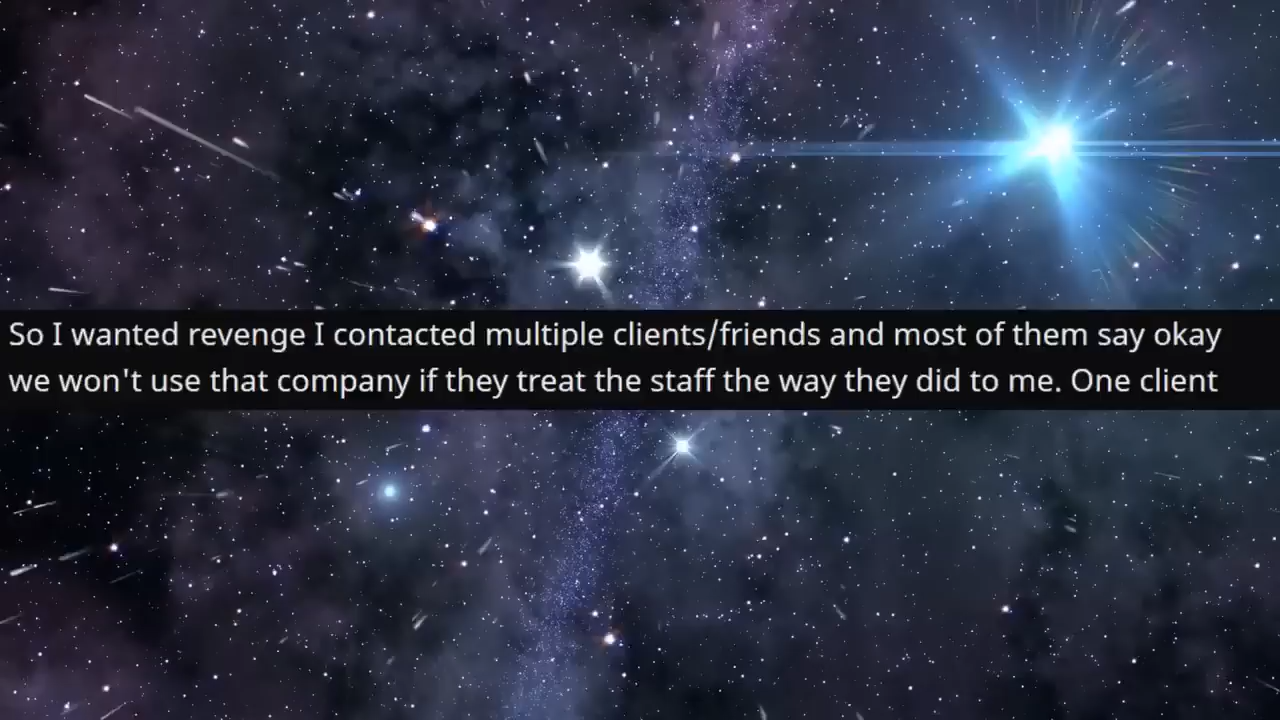 So I wanted revenge I contacted multiple clients/friends and most of them say okay
we won't use that company if they treat the staff the way they did to me. One client